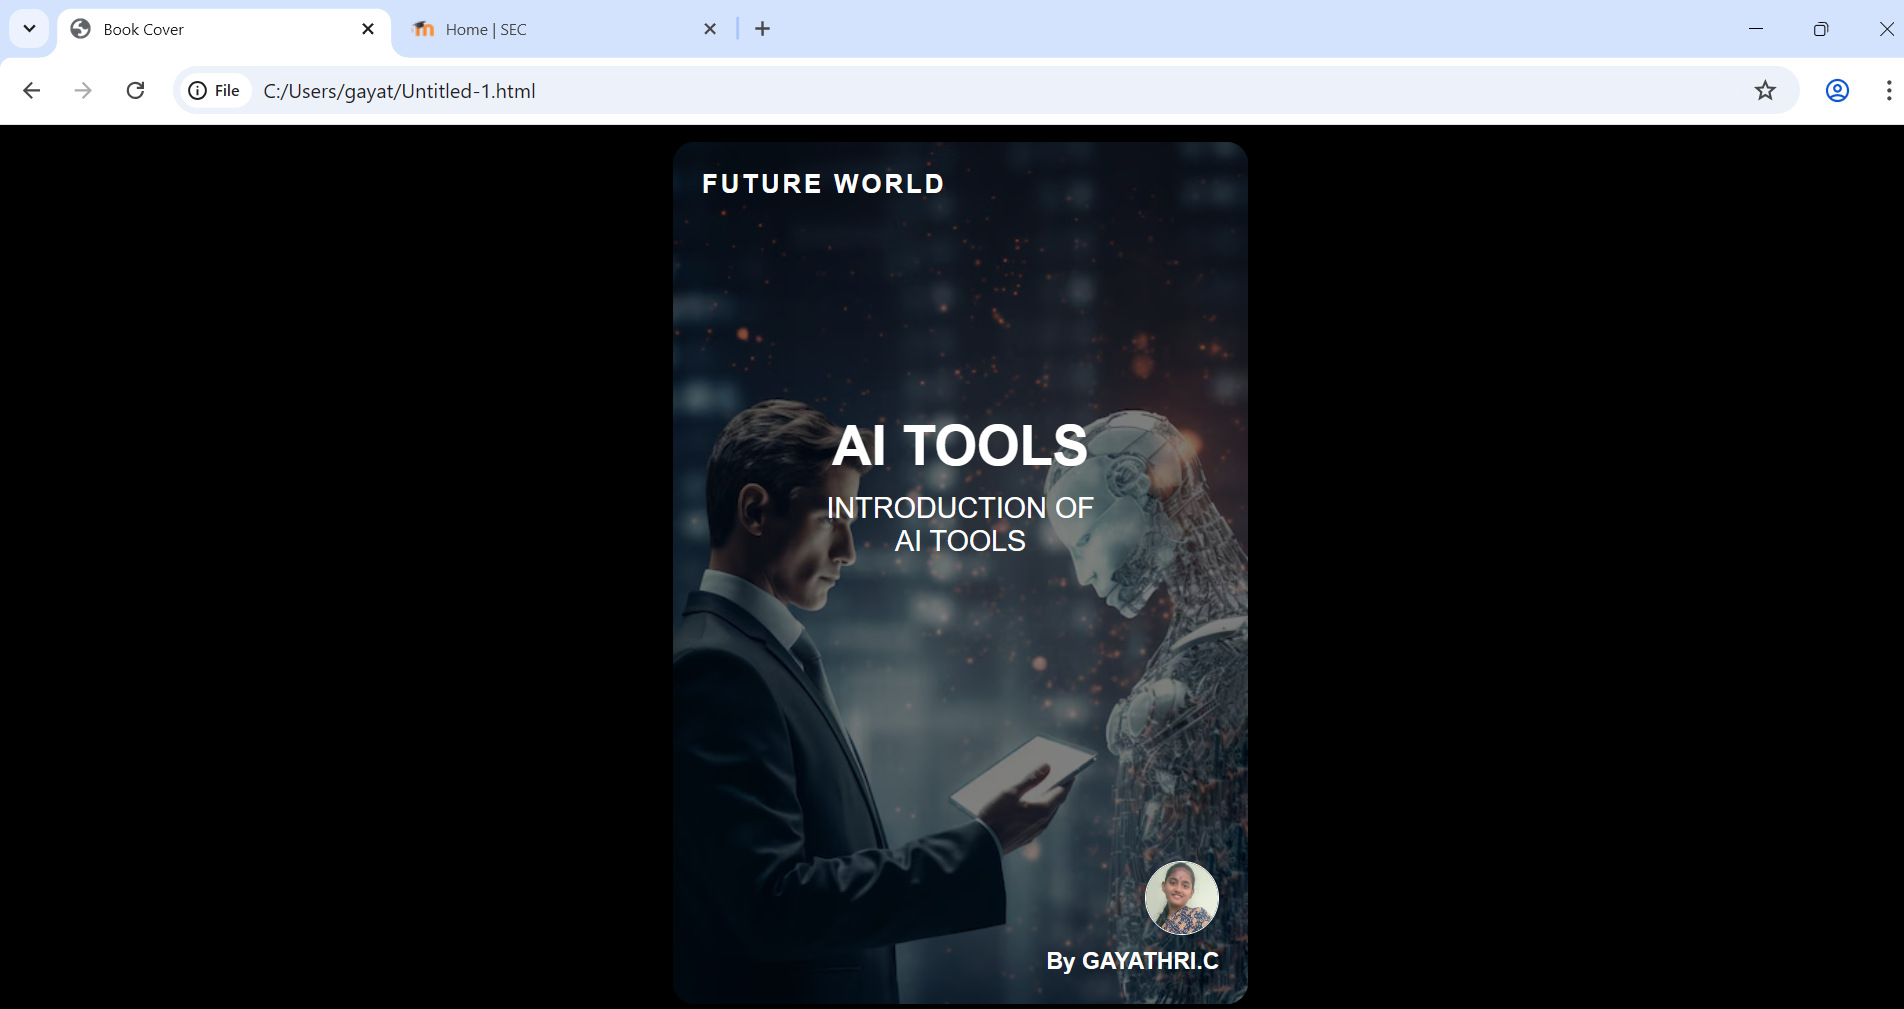 Book Cover
Home | SEC
File
C:/Users/gayat/Untitled-1.html
FUTURE WORLD
AI TOOLS
INTRODUCTION OF
AI TOOLS
By GAYATHRI.C